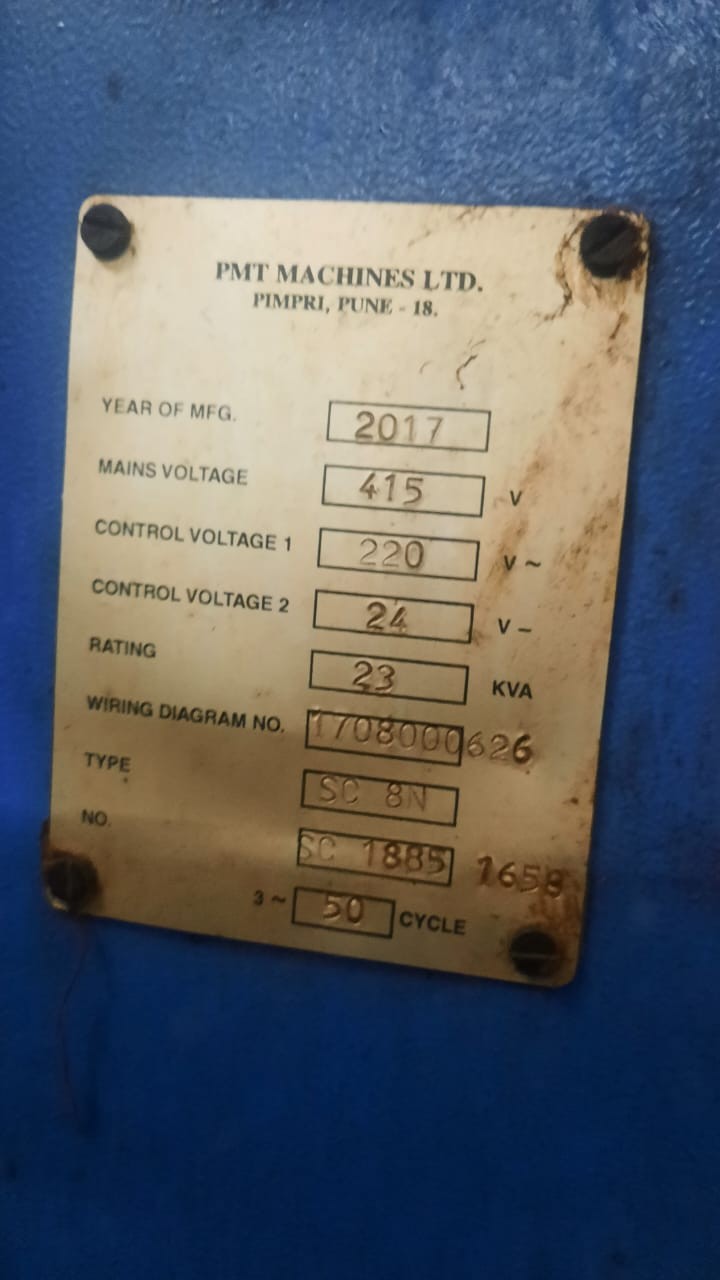 PMT MACHINES LTD.
PIMPRI, PUNE - 18.
YEAR OF MFG. 2017
MAINS VOLTAGE 415 V
CONTROL VOLTAGE 1 220 V ~
CONTROL VOLTAGE 2 24 V –
RATING 23 KVA
WIRING DIAGRAM NO. 1708000626
TYPE SC 8N
NO. SC 1885 1658
3 ~ 50 CYCLE